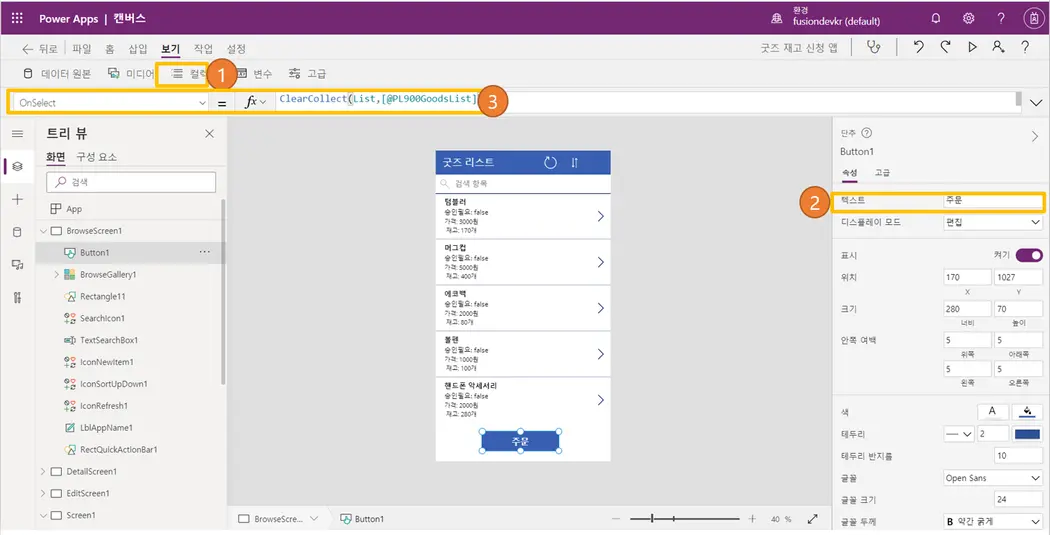 Power Apps | 캔버스
환경
fusiondevkr (default)
뒤로 파일 홈 삽입 보기 작업 설정
굿즈 재고 신청 앱
데이터 원본 미디어 1 변수 고급
OnSelect = fx ClearCollect(List,[@PL900GoodsList] 3
트리 뷰
화면 구성 요소
검색
App
BrowseScreen1
Button1
BrowseGallery1
Rectangle11
SearchIcon1
TextSearchBox1
IconNewItem1
IconSortUpDown1
IconRefresh1
LblAppName1
RectQuickActionBar1
DetailScreen1
EditScreen1
Screen1
굿즈 리스트
검색 항목
텀블러
승인필요: false
가격: 3000원
재고: 170개
머그컵
승인필요: false
가격: 5000원
재고: 400개
에코백
승인필요: false
가격: 2000원
재고: 80개
볼펜
승인필요: false
가격: 1000원
재고: 100개
핸드폰 악세서리
승인필요: false
가격: 2000원
재고: 280개
주문
BrowseScre... Button1
40 %
단추
Button1
속성 고급
2 텍스트 주문
디스플레이 모드 편집
표시 켜기
위치 170 1027
X Y
크기 280 70
너비 높이
안쪽 여백 5 5
위쪽 아래쪽
5 5
왼쪽 오른쪽
색 A
테두리 2
테두리 반지름 10
글꼴 Open Sans
글꼴 크기 24
글꼴 두께 B 약간 굵게